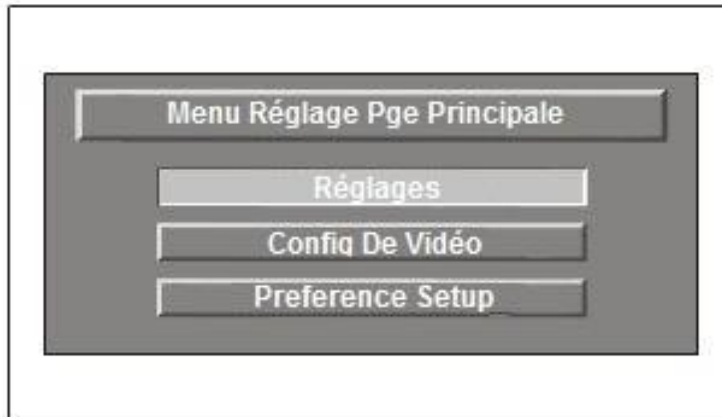 Menu Réglage Pge Principale
Réglages
Config De Vidéo
Preference Setup